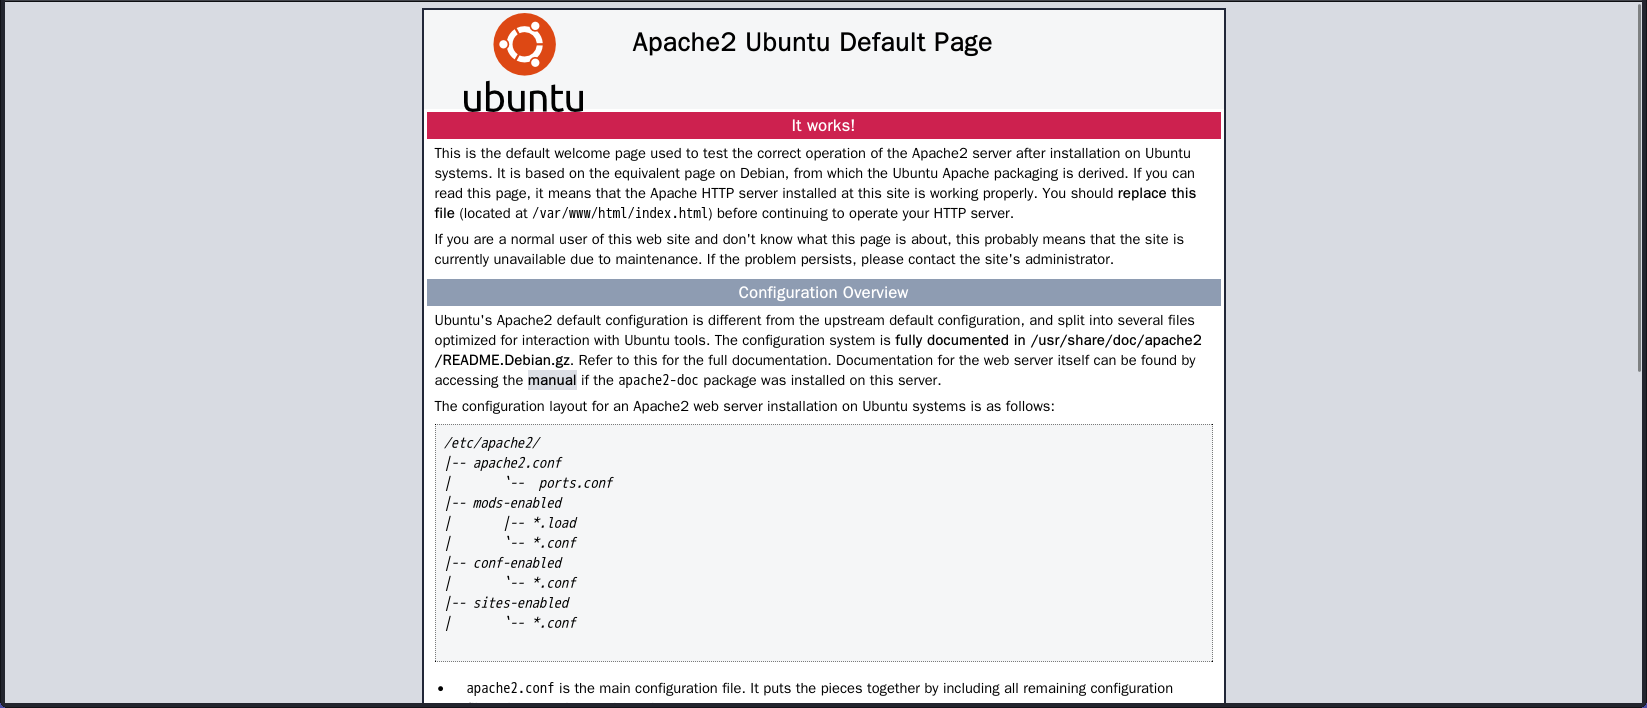 ubuntu
Apache2 Ubuntu Default Page
It works!
This is the default welcome page used to test the correct operation of the Apache2 server after installation on Ubuntu
systems. It is based on the equivalent page on Debian, from which the Ubuntu Apache packaging is derived. If you can
read this page, it means that the Apache HTTP server installed at this site is working properly. You should replace this
file (located at /var/www/html/index.html) before continuing to operate your HTTP server.
If you are a normal user of this web site and don't know what this page is about, this probably means that the site is
currently unavailable due to maintenance. If the problem persists, please contact the site's administrator.
Configuration Overview
Ubuntu's Apache2 default configuration is different from the upstream default configuration, and split into several files
optimized for interaction with Ubuntu tools. The configuration system is fully documented in /usr/share/doc/apache2
/README.Debian.gz. Refer to this for the full documentation. Documentation for the web server itself can be found by
accessing the manual if the apache2-doc package was installed on this server.
The configuration layout for an Apache2 web server installation on Ubuntu systems is as follows:
/etc/apache2/
|-- apache2.conf
|       `--  ports.conf
|-- mods-enabled
|       |-- *.load
|       `-- *.conf
|-- conf-enabled
|       `-- *.conf
|-- sites-enabled
|       `-- *.conf
• apache2.conf is the main configuration file. It puts the pieces together by including all remaining configuration